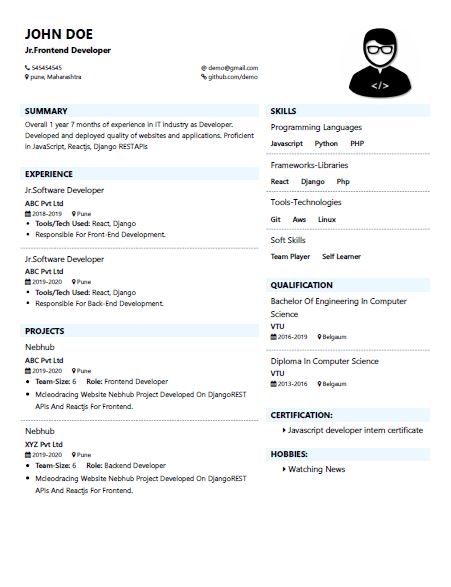 JOHN DOE
Jr.Frontend Developer
545454545
@ demo@gmail.com
pune, Maharashtra
github.com/demo
</>
SUMMARY
Overall 1 year 7 months of experience in IT industry as Developer.
Developed and deployed quality of websites and applications. Proficient
in JavaScript, Reactjs, Django RESTAPIs
EXPERIENCE
Jr.Software Developer
ABC Pvt Ltd
2018-2019 Pune
• Tools/Tech Used: React, Django
• Responsible For Front-End Development.
Jr.Software Developer
ABC Pvt Ltd
2019-2020 Pune
• Tools/Tech Used: React, Django
• Responsible For Back-End Development.
PROJECTS
Nebhub
ABC Pvt Ltd
2019-2020 Pune
• Team-Size: 6 Role: Frontend Developer
• Mcleodracing Website Nebhub Project Developed On DjangoREST
APIs And Reactjs For Frontend.
Nebhub
XYZ Pvt Ltd
2019-2020 Pune
• Team-Size: 6 Role: Backend Developer
• Mcleodracing Website Nebhub Project Developed On DjangoREST
APIs And Reactjs For Frontend.
SKILLS
Programming Languages
Javascript Python PHP
Frameworks-Libraries
React Django Php
Tools-Technologies
Git Aws Linux
Soft Skills
Team Player Self Learner
QUALIFICATION
Bachelor Of Engineering In Computer
Science
VTU
2016-2019 Belgaum
Diploma In Computer Science
VTU
2013-2016 Belgaum
CERTIFICATION:
Javascript developer intern certificate
HOBBIES:
Watching News